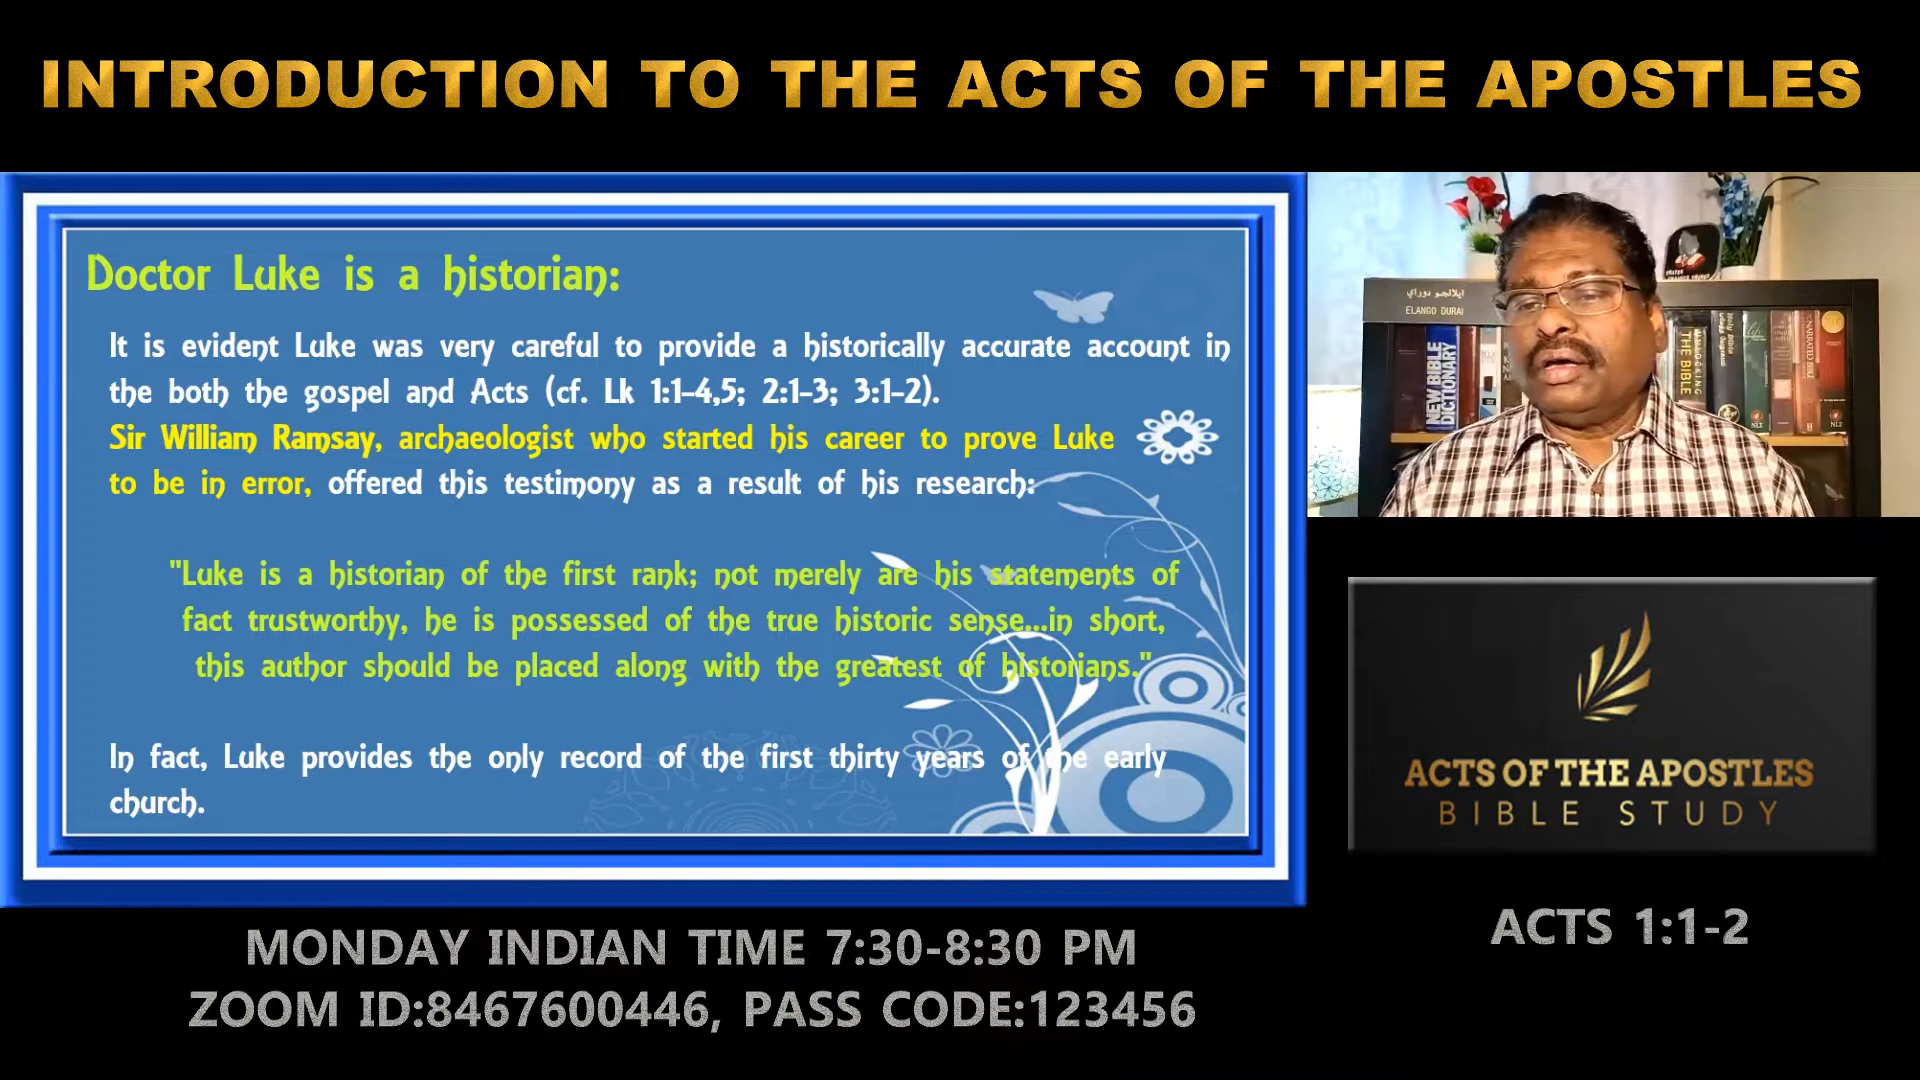 INTRODUCTION TO THE ACTS OF THE APOSTLES
Doctor Luke is a historian:
It is evident Luke was very careful to provide a historically accurate account in
the both the gospel and Acts (cf. Lk 1:1-4,5; 2:1-3; 3:1-2).
Sir William Ramsay, archaeologist who started his career to prove Luke
to be in error, offered this testimony as a result of his research:
"Luke is a historian of the first rank; not merely are his statements of
fact trustworthy, he is possessed of the true historic sense...in short,
this author should be placed along with the greatest of historians."
In fact, Luke provides the only record of the first thirty years of the early
church.
ELANGO DURAI
NEW BIBLE
DICTIONARY
THE BIBLE
NLT
NLT
ACTS OF THE APOSTLES
BIBLE STUDY
ACTS 1:1-2
MONDAY INDIAN TIME 7:30-8:30 PM
ZOOM ID:8467600446, PASS CODE:123456